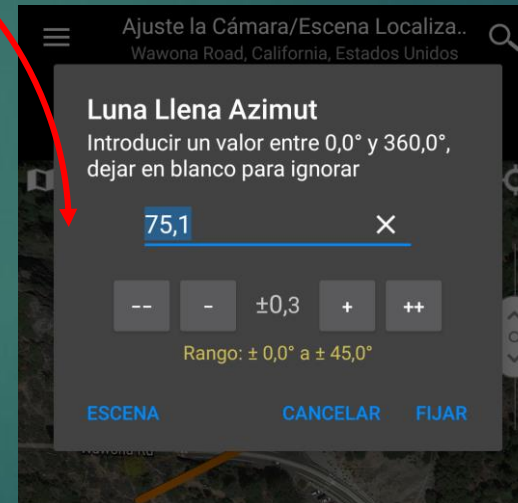 Ajuste la Cámara/Escena Localiza..
Wawona Road, California, Estados Unidos
Luna Llena Azimut
Introducir un valor entre 0,0° y 360,0°,
dejar en blanco para ignorar
75,1
-- - ±0,3 + ++
Rango: ± 0,0° a ± 45,0°
ESCENA CANCELAR FIJAR
Wawona Rd